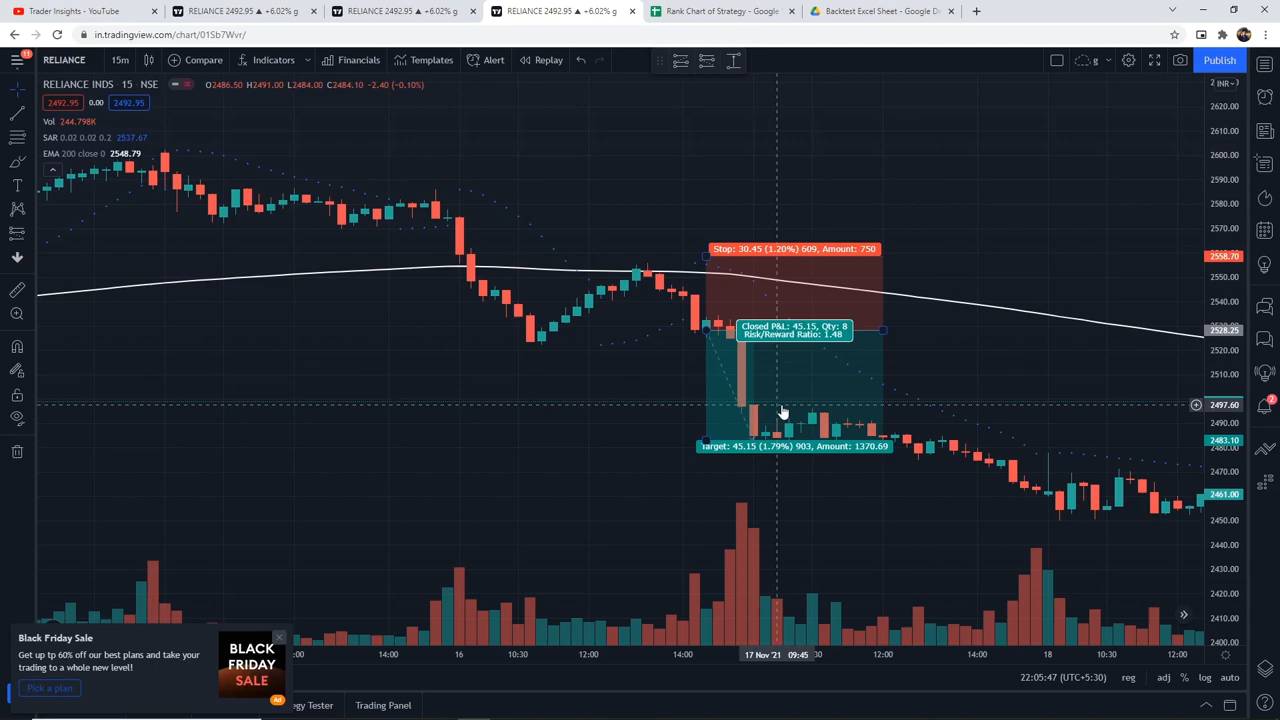 Trader Insights - YouTube
RELIANCE 2492.95 ▲ +6.02% g
RELIANCE 2492.95 ▲ +6.02% g
RELIANCE 2492.95 ▲ +6.02% g
Rank Chart of Strategy - Google
Backtest Excel Sheet - Google Dr
in.tradingview.com/chart/01Sb7Wvr/
11
RELIANCE
15m
Compare
Indicators
Financials
Templates
Alert
Replay
g
Publish
RELIANCE INDS · 15 · NSE
O2486.50 H2491.00 L2484.00 C2484.10 −2.40 (−0.10%)
2492.95 0.00 2492.95
Vol 244.798K
SAR 0.02 0.02 0.2 2537.67
EMA 200 close 0 2548.79
INR
2620.00
2610.00
2600.00
2590.00
2580.00
2570.00
2558.70
2550.00
2540.00
2528.25
2520.00
2510.00
2497.60
2490.00
2483.10
2480.00
2470.00
2461.00
2450.00
2440.00
2430.00
2420.00
2410.00
2400.00
Stop: 30.45 (1.20%) 609, Amount: 750
Closed P&L: 45.15, Qty: 8
Risk/Reward Ratio: 1.48
Target: 45.15 (1.79%) 903, Amount: 1370.69
2
14:00
16
12:00
14:00
17 Nov '21 09:45
12:00
14:00
18
10:30
12:00
Black Friday Sale
Get up tp 60% off our best plans and take your
trading to a whole new level!
Pick a plan
BLACK
FRIDAY
SALE
Ad
22:05:47 (UTC+5:30)
reg
adj
%
log
auto
Tester
Trading Panel